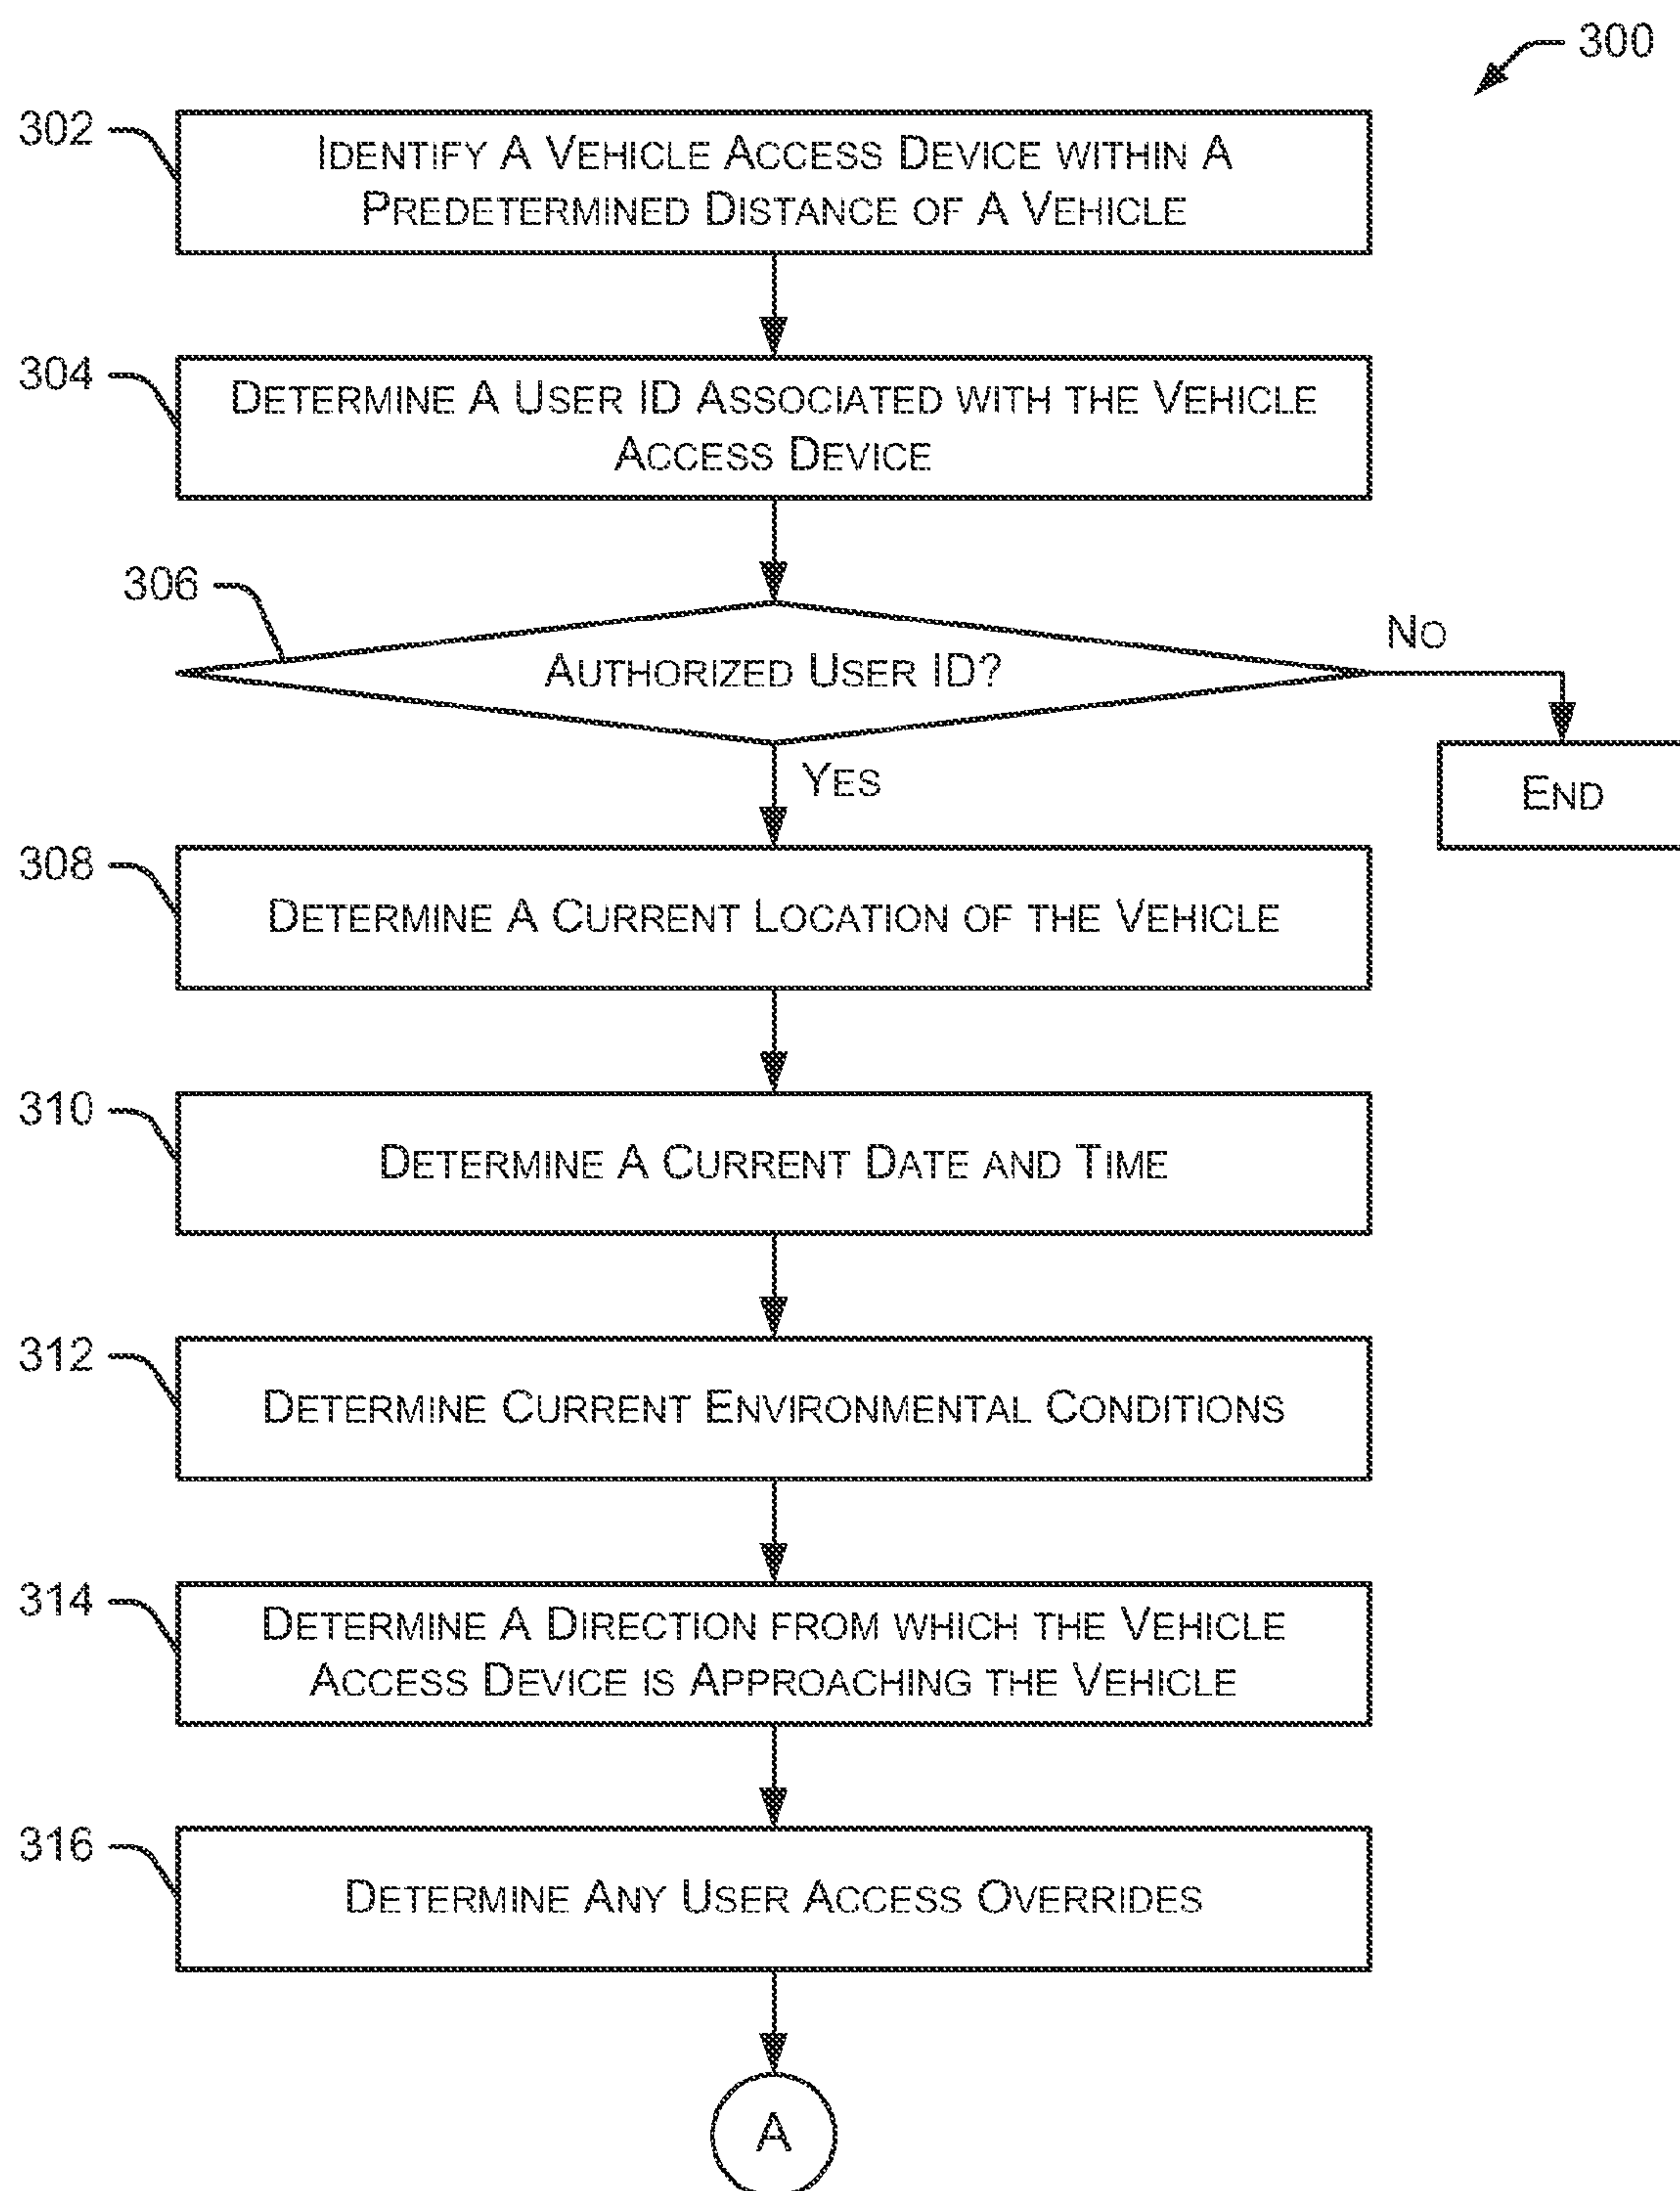 300
302
IDENTIFY A VEHICLE ACCESS DEVICE WITHIN A
PREDETERMINED DISTANCE OF A VEHICLE
304
DETERMINE A USER ID ASSOCIATED WITH THE VEHICLE
ACCESS DEVICE
306
AUTHORIZED USER ID?
NO
YES
END
308
DETERMINE A CURRENT LOCATION OF THE VEHICLE
310
DETERMINE A CURRENT DATE AND TIME
312
DETERMINE CURRENT ENVIRONMENTAL CONDITIONS
314
DETERMINE A DIRECTION FROM WHICH THE VEHICLE
ACCESS DEVICE IS APPROACHING THE VEHICLE
316
DETERMINE ANY USER ACCESS OVERRIDES
A